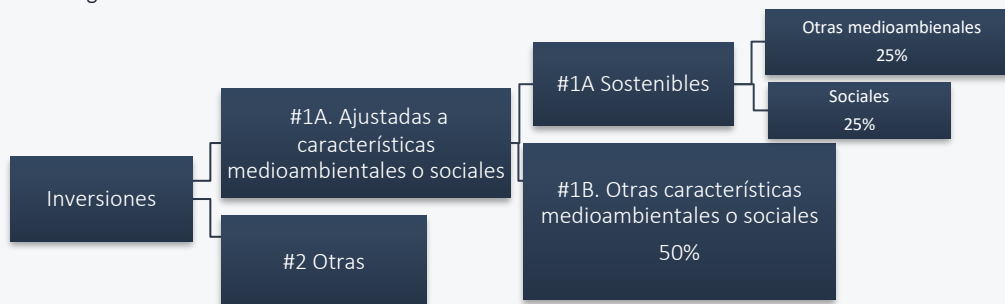 Inversiones
#1A. Ajustadas a
características
medioambientales o sociales
#2 Otras
#1A Sostenibles
#1B. Otras características
medioambientales o sociales
50%
Otras medioambienales
25%
Sociales
25%